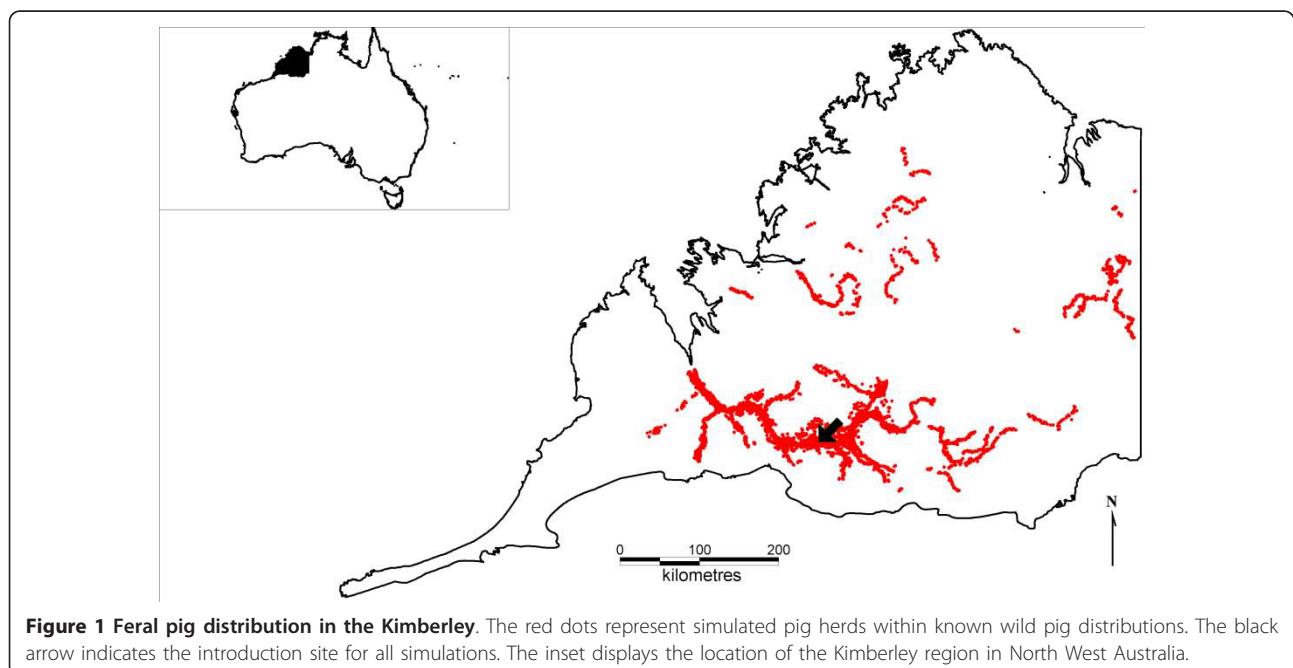 N
0 100 200
kilometres
Figure 1 Feral pig distribution in the Kimberley. The red dots represent simulated pig herds within known wild pig distributions. The black
arrow indicates the introduction site for all simulations. The inset displays the location of the Kimberley region in North West Australia.